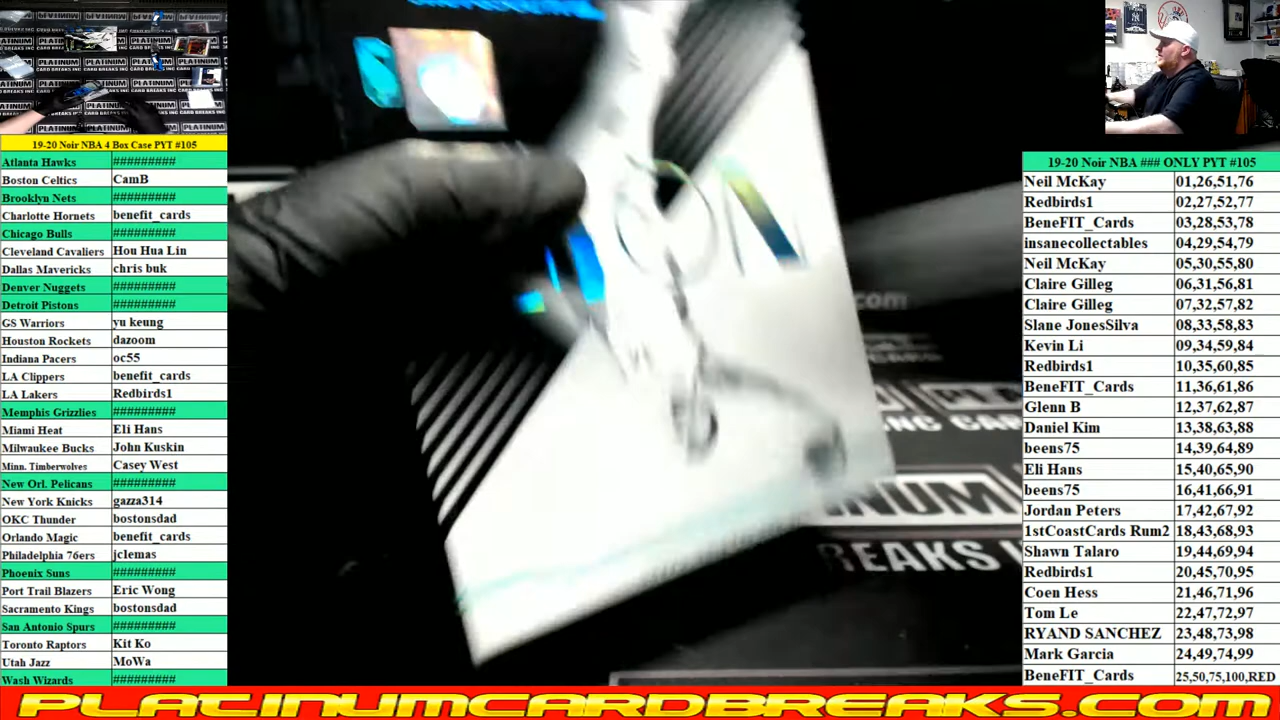 19-20 Noir NBA 4 Box Case PYT #105
Atlanta Hawks #########
Boston Celtics CamB
Brooklyn Nets #########
Charlotte Hornets benefit_cards
Chicago Bulls #########
Cleveland Cavaliers Hou Hua Lin
Dallas Mavericks chris buk
Denver Nuggets #########
Detroit Pistons #########
GS Warriors yu keung
Houston Rockets dazoom
Indiana Pacers oc55
LA Clippers benefit_cards
LA Lakers Redbirds1
Memphis Grizzlies #########
Miami Heat Eli Hans
Milwaukee Bucks John Kuskin
Minn. Timberwolves Casey West
New Orl. Pelicans #########
New York Knicks gazza314
OKC Thunder bostonsdad
Orlando Magic benefit_cards
Philadelphia 76ers jclemas
Phoenix Suns #########
Port Trail Blazers Eric Wong
Sacramento Kings bostonsdad
San Antonio Spurs #########
Toronto Raptors Kit Ko
Utah Jazz MoWa
Wash Wizards #########
.com
BREAKS
19-20 Noir NBA ### ONLY PYT #105
Neil McKay 01,26,51,76
Redbirds1 02,27,52,77
BeneFIT_Cards 03,28,53,78
insanecollectables 04,29,54,79
Neil McKay 05,30,55,80
Claire Gilleg 06,31,56,81
Claire Gilleg 07,32,57,82
Slane JonesSilva 08,33,58,83
Kevin Li 09,34,59,84
Redbirds1 10,35,60,85
BeneFIT_Cards 11,36,61,86
Glenn B 12,37,62,87
Daniel Kim 13,38,63,88
beens75 14,39,64,89
Eli Hans 15,40,65,90
beens75 16,41,66,91
Jordan Peters 17,42,67,92
1stCoastCards Rum2 18,43,68,93
Shawn Talaro 19,44,69,94
Redbirds1 20,45,70,95
Coen Hess 21,46,71,96
Tom Le 22,47,72,97
RYAND SANCHEZ 23,48,73,98
Mark Garcia 24,49,74,99
BeneFIT_Cards 25,50,75,100,RED
PLATINUMCARDBREAKS.COM